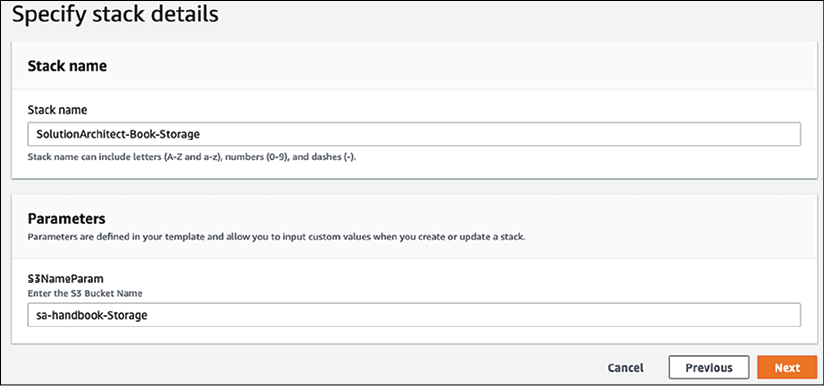 Specify stack details
Stack name
Stack name
SolutionArchitect-Book-Storage
Stack name can include letters (A-Z and a-z), numbers (0-9), and dashes (-).
Parameters
Parameters are defined in your template and allow you to input custom values when you create or update a stack.
S3NameParam
Enter the S3 Bucket Name
sa-handbook-Storage
Cancel Previous Next